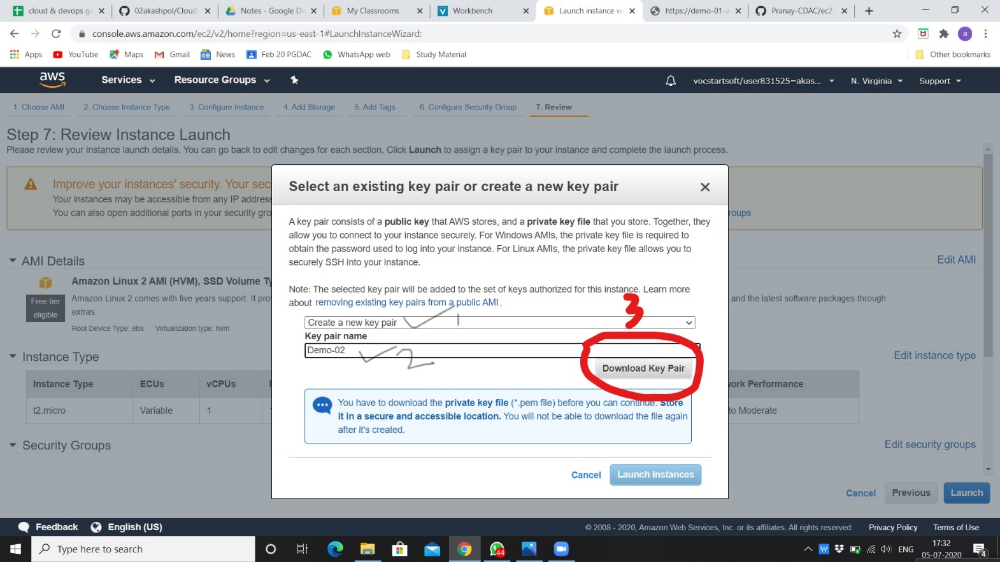 cloud & devops gi
02akashpol/Cloud
Notes - Google Dr
My Classrooms
Workbench
Launch instance w
https://demo-01-a
Pranay-CDAC/ec2-
console.aws.amazon.com/ec2/v2/home?region=us-east-1#LaunchInstanceWizard:
a
Apps
YouTube
Maps
Gmail
News
Feb 20 PGDAC
WhatsApp web
Study Material
Other bookmarks
aws
Services
Resource Groups
vocstartsoft/user831525=akas...
N. Virginia
Support
1. Choose AMI
2. Choose Instance Type
3. Configure Instance
4. Add Storage
5. Add Tags
6. Configure Security Group
7. Review
Step 7: Review Instance Launch
Please review your instance launch details. You can go back to edit changes for each section. Click Launch to assign a key pair to your instance and complete the launch process.
Improve your instances' security. Your sec
Your instances may be accessible from any IP address
You can also open additional ports in your security gro
roups
Select an existing key pair or create a new key pair
A key pair consists of a public key that AWS stores, and a private key file that you store. Together, they
allow you to connect to your instance securely. For Windows AMIs, the private key file is required to
obtain the password used to log into your instance. For Linux AMIs, the private key file allows you to
securely SSH into your instance.
Note: The selected key pair will be added to the set of keys authorized for this instance. Learn more
about removing existing key pairs from a public AMI .
Create a new key pair
1
3
Key pair name
Demo-02
2
Download Key Pair
You have to download the private key file (*.pem file) before you can continue. Store
it in a secure and accessible location. You will not be able to download the file again
after it's created.
Cancel
Launch Instances
AMI Details
Edit AMI
Amazon Linux 2 AMI (HVM), SSD Volume Ty
Free tier
eligible
Amazon Linux 2 comes with five years support. It pro
and the latest software packages through
extras.
Root Device Type: ebs
Virtualization type: hvm
Instance Type
Edit instance type
Instance Type
ECUs
vCPUs
ork Performance
t2.micro
Variable
1
to Moderate
Security Groups
Edit security groups
Cancel
Previous
Launch
Feedback
English (US)
© 2008 - 2020, Amazon Web Services, Inc. or its affiliates. All rights reserved.
Privacy Policy
Terms of Use
Type here to search
44
ENG
17:32
05-07-2020
4